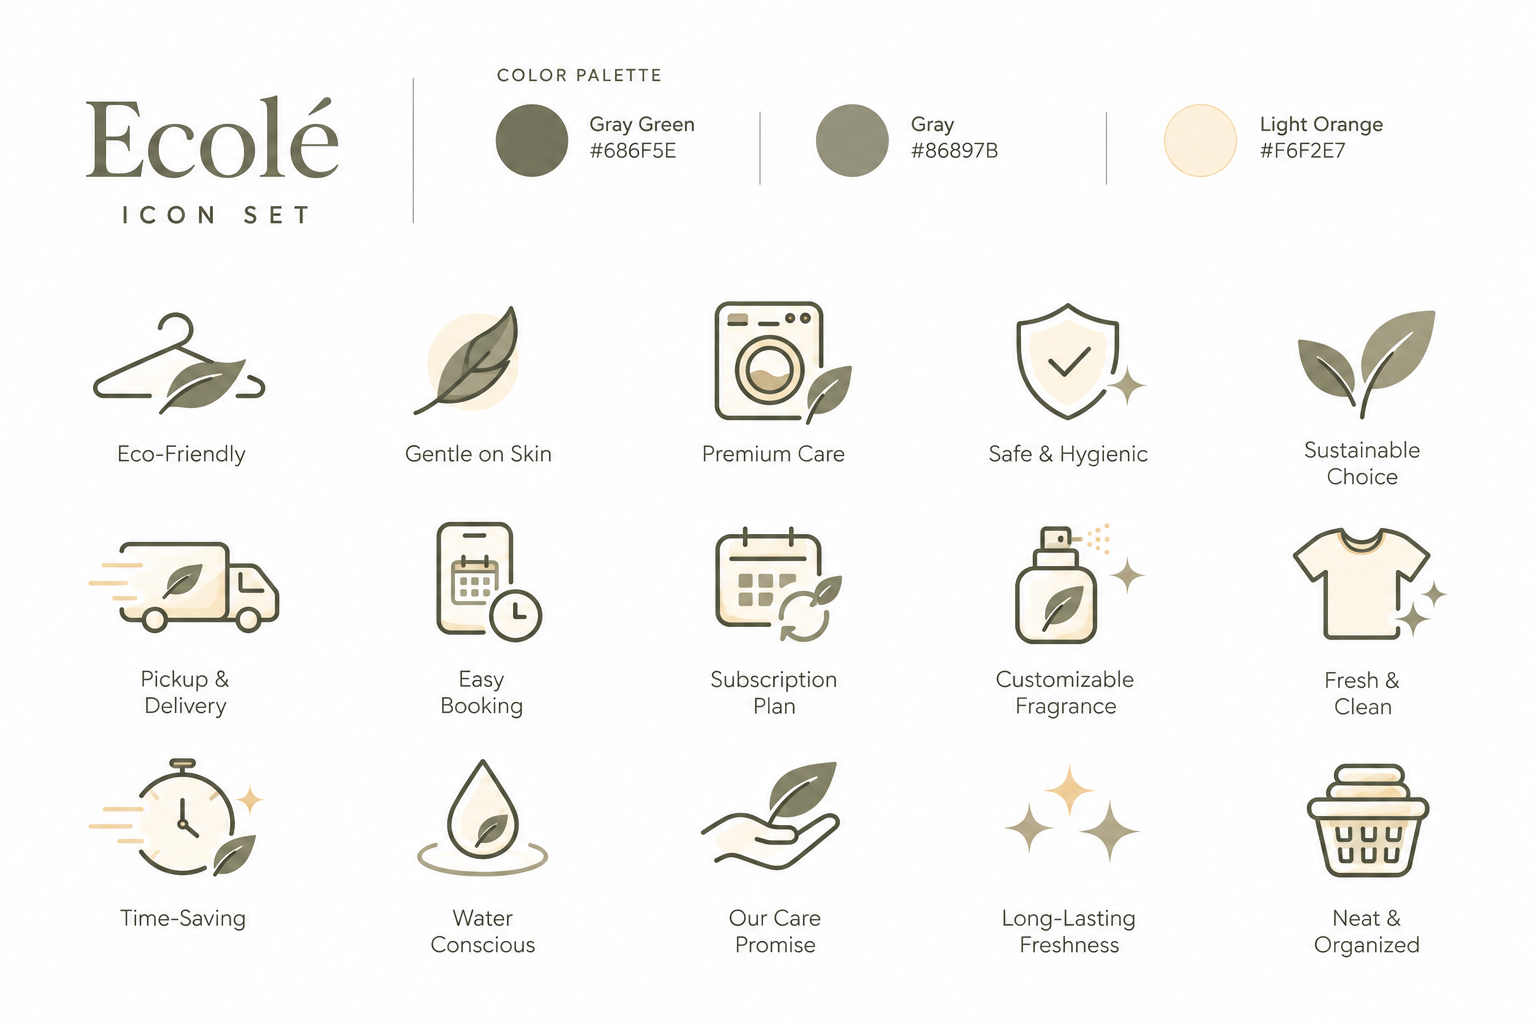 Ecolé
ICON SET
COLOR PALETTE
Gray Green
#686F5E
Gray
#86897B
Light Orange
#F6F2E7
Eco-Friendly
Gentle on Skin
Premium Care
Safe & Hygienic
Sustainable
Choice
Pickup &
Delivery
Easy
Booking
Subscription
Plan
Customizable
Fragrance
Fresh &
Clean
Time-Saving
Water
Conscious
Our Care
Promise
Long-Lasting
Freshness
Neat &
Organized